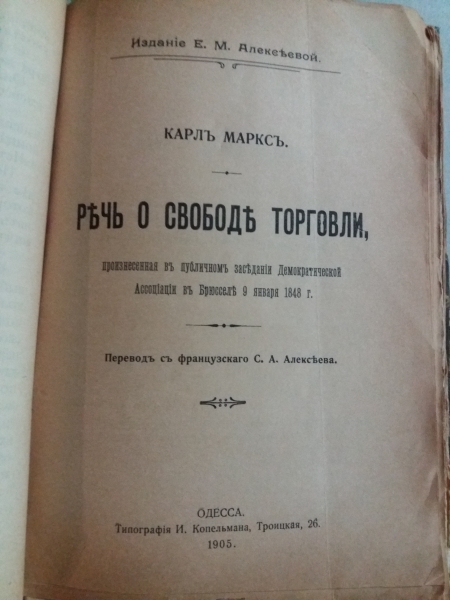 Изданіе Е. М. Алексѣевой.
КАРЛЪ МАРКСЪ.
РѢЧЬ О СВОБОДѢ ТОРГОВЛИ,
произнесенная въ публичномъ засѣданіи Демократической
Ассоціаціи въ Брюсселѣ 9 января 1848 г.
Переводъ съ французскаго С. А. Алексѣева.
ОДЕССА.
Типографія И. Копельмана, Троицкая, 26.
1905.